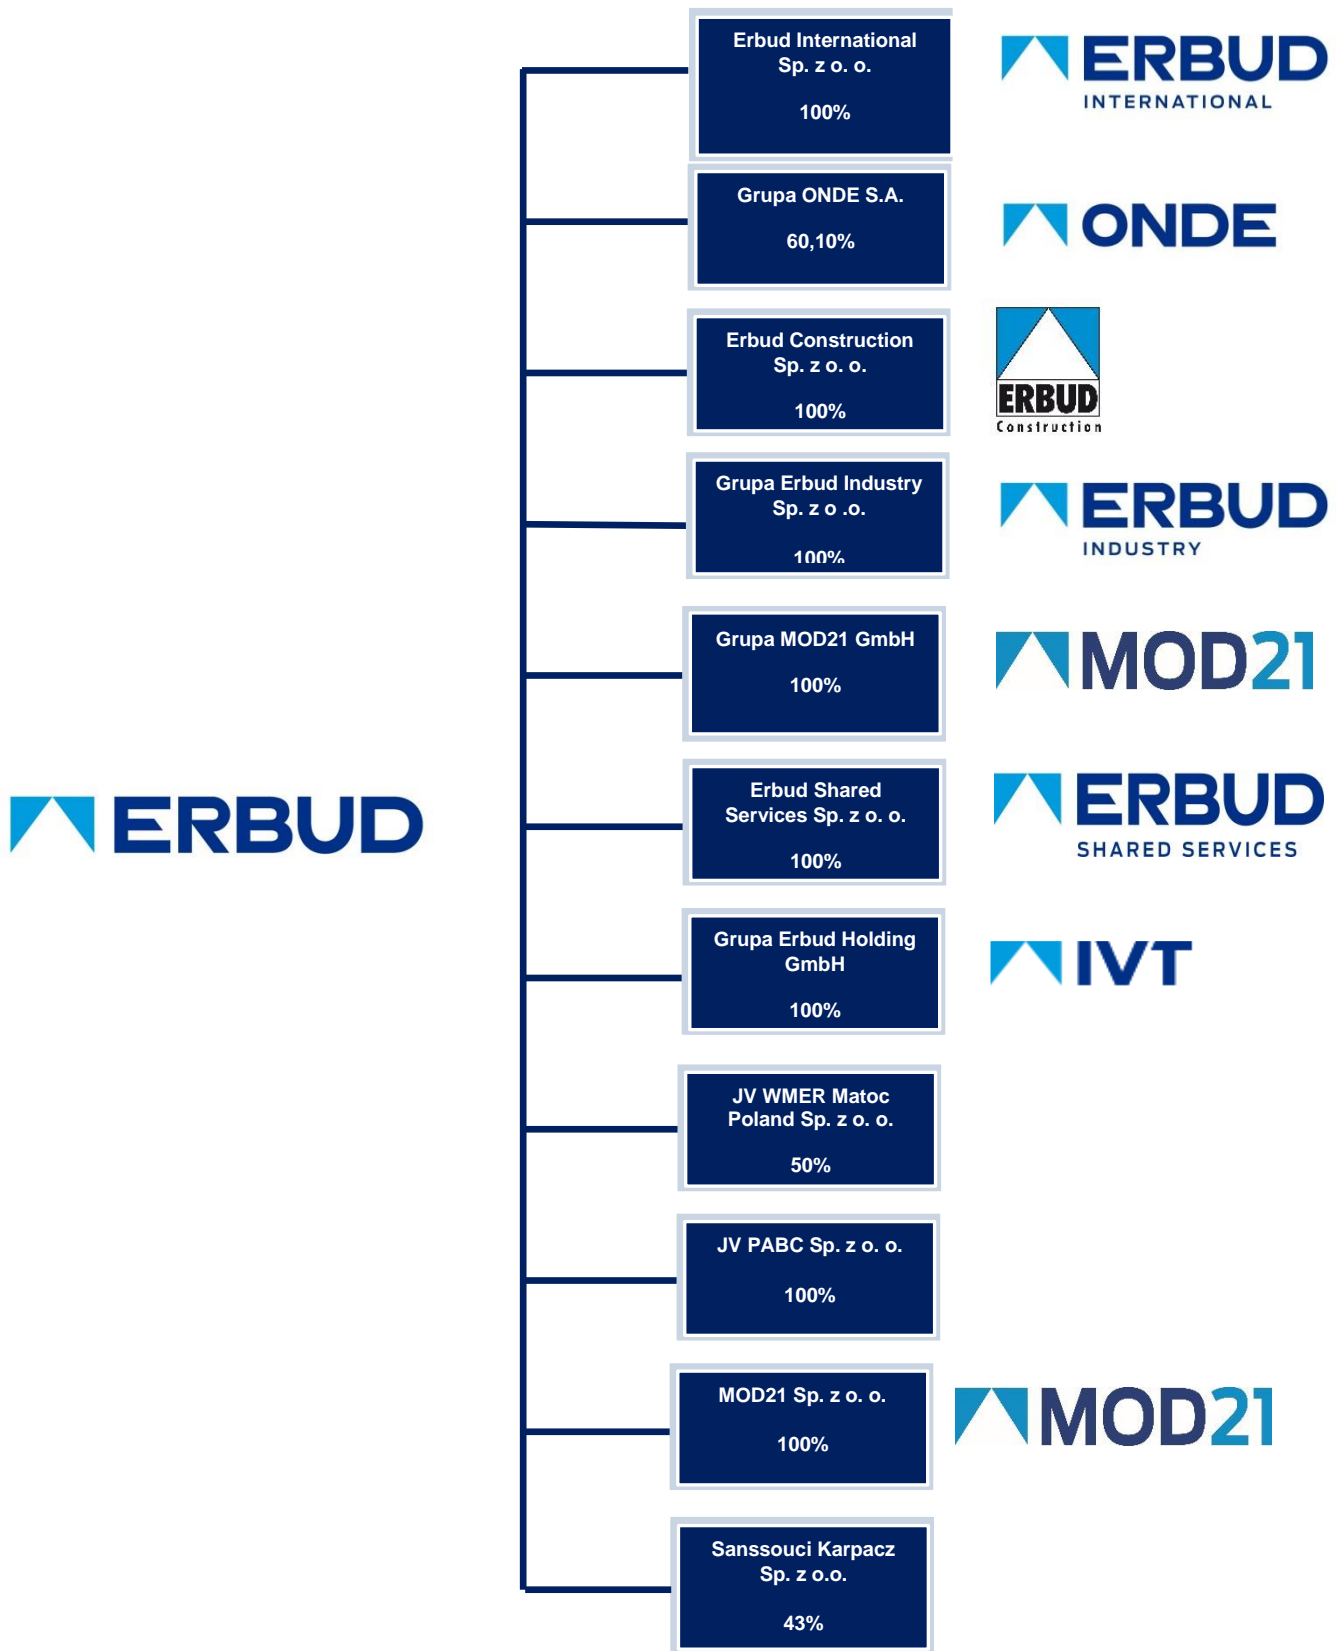 Erbud International
Sp. z o. o.
100%
ERBUD
INTERNATIONAL
Grupa ONDE S.A.
60,10%
ONDE
Erbud Construction
Sp. z o. o.
100%
ERBUD
Construction
Grupa Erbud Industry
Sp. z o .o.
100%
ERBUD
INDUSTRY
Grupa MOD21 GmbH
100%
MOD21
ERBUD
Erbud Shared
Services Sp. z o. o.
100%
ERBUD
SHARED SERVICES
Grupa Erbud Holding
GmbH
100%
IVT
JV WMER Matoc
Poland Sp. z o. o.
50%
JV PABC Sp. z o. o.
100%
MOD21 Sp. z o. o.
100%
MOD21
Sanssouci Karpacz
Sp. z o.o.
43%